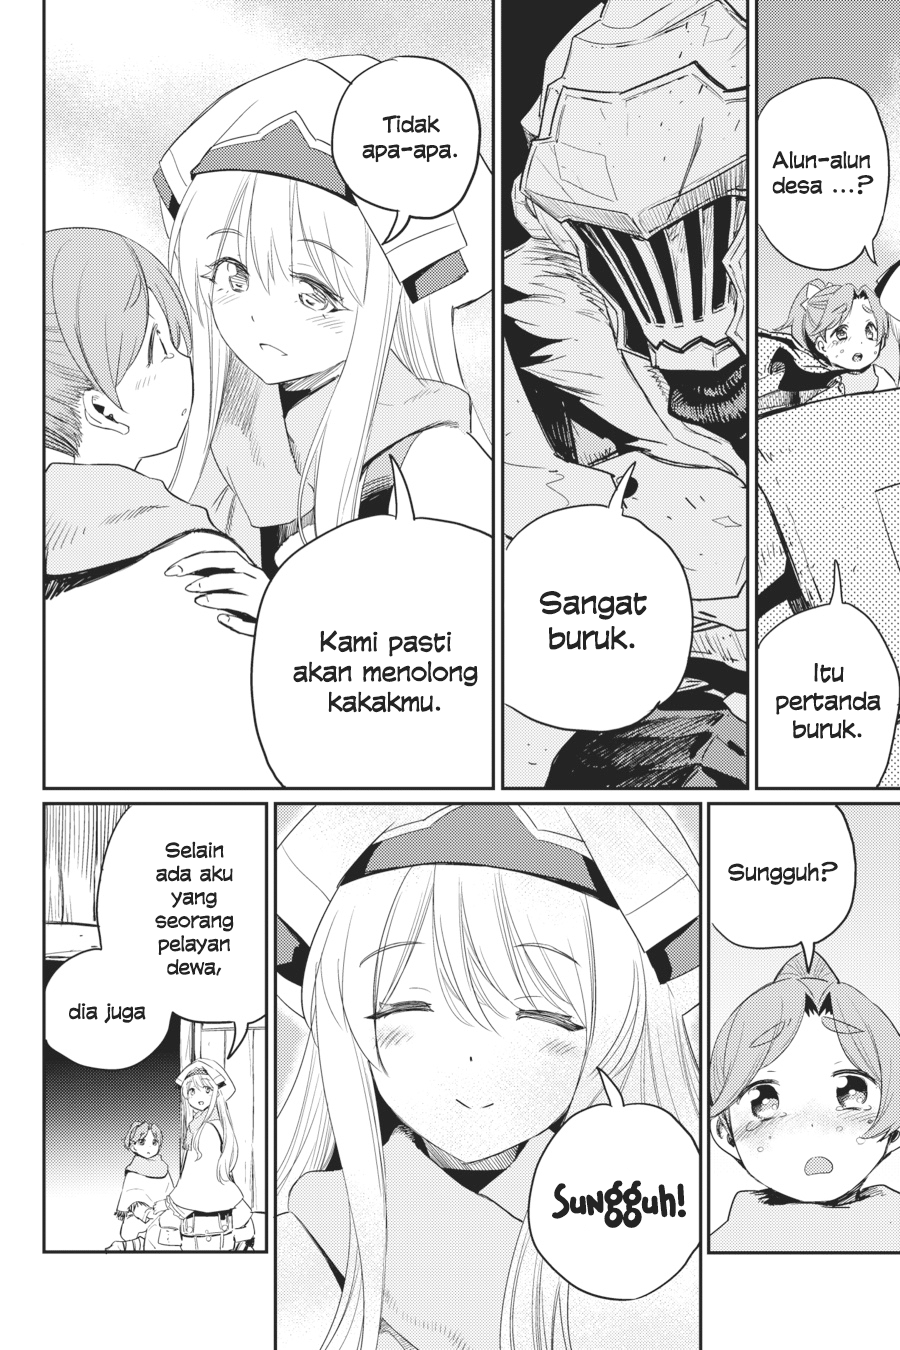 Alun-alun
desa ...?
Itu
pertanda
buruk.
Sangat
buruk.
Tidak
apa-apa.
Kami pasti
akan menolong
kakakmu.
Sungguh?
Sungguh!
Selain
ada aku
yang
seorang
pelayan
dewa,
dia juga